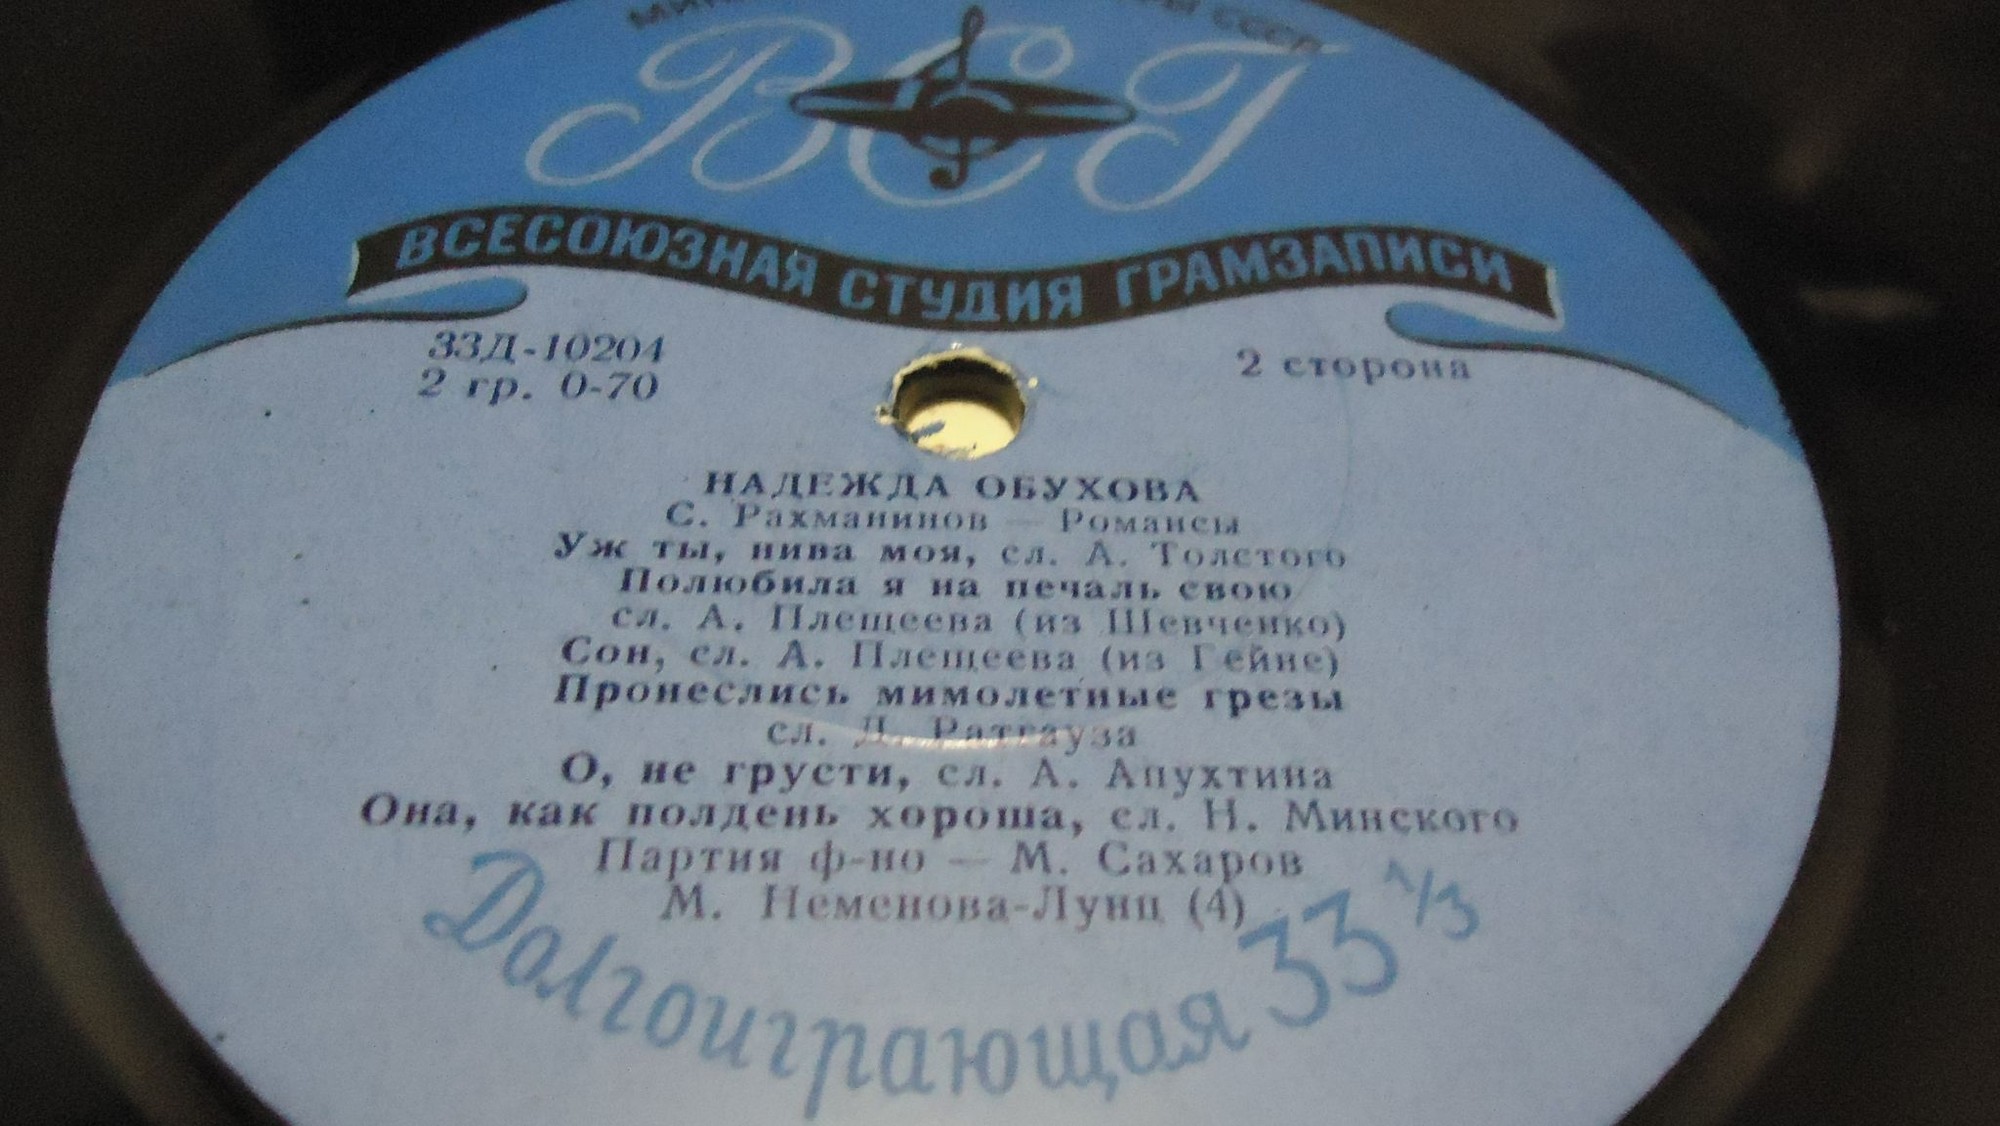 СССР
ВСГ
ВСЕСОЮЗНАЯ СТУДИЯ ГРАМЗАПИСИ
33Д-10204
2 гр. 0-70
2 сторона
НАДЕЖДА ОБУХОВА
С. Рахманинов — Романсы
Уж ты, нива моя, сл. А. Толстого
Полюбила я на печаль свою
сл. А. Плещеева (из Шевченко)
Сон, сл. А. Плещеева (из Гейне)
Пронеслись мимолетные грезы
сл. Ратгауза
О, не грусти, сл. А. Апухтина
Она, как полдень хороша, сл. Н. Минского
Партия ф-но — М. Сахаров
М. Неменова-Лунц (4)
Долгоиграющая 33 1/3